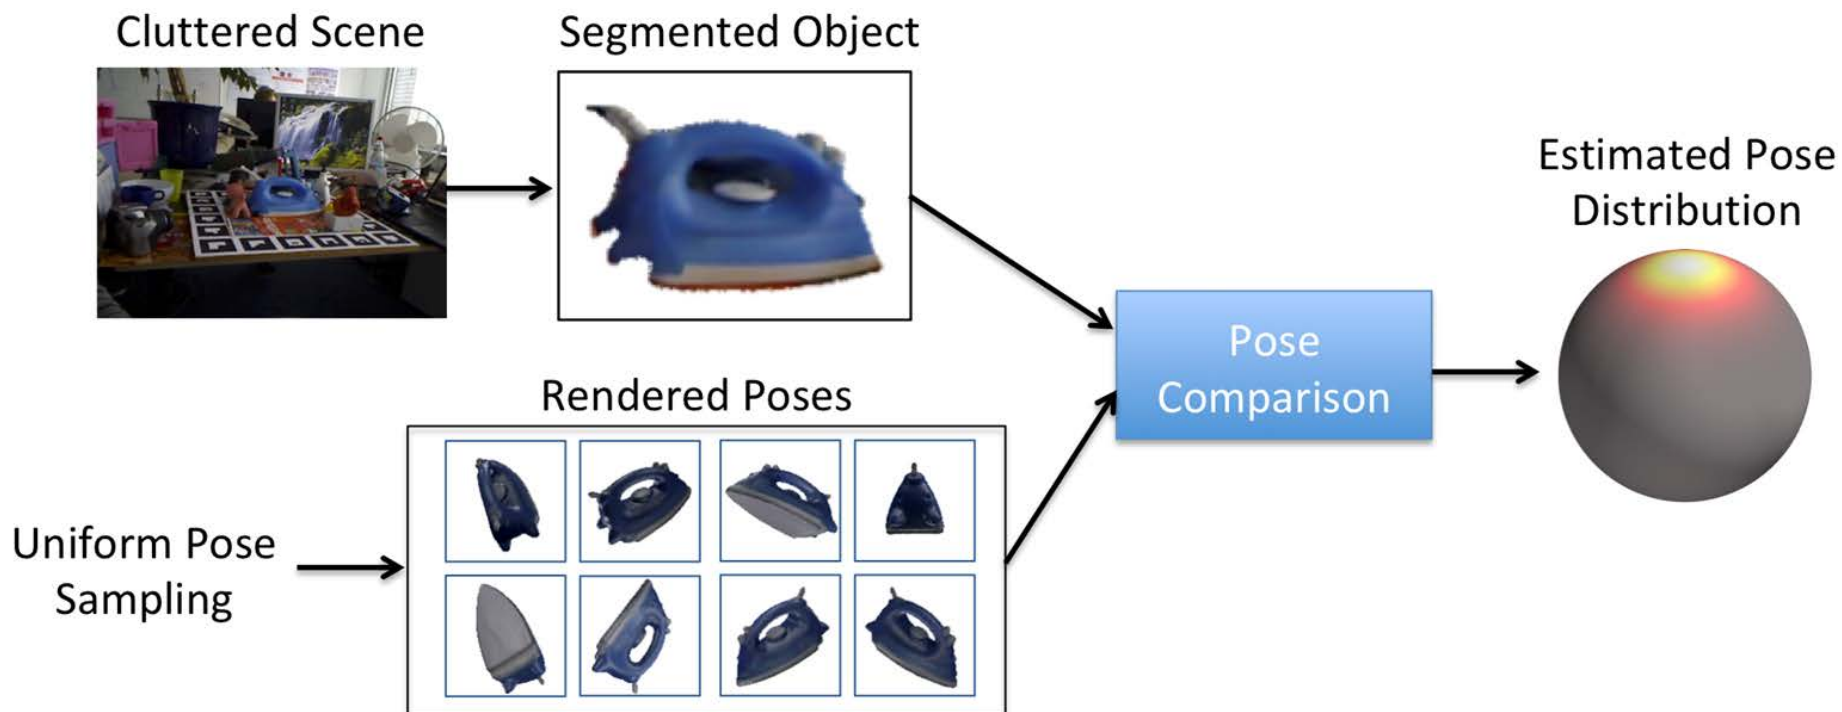 Cluttered Scene
Segmented Object
Estimated Pose
Distribution
Pose
Comparison
Rendered Poses
Uniform Pose
Sampling